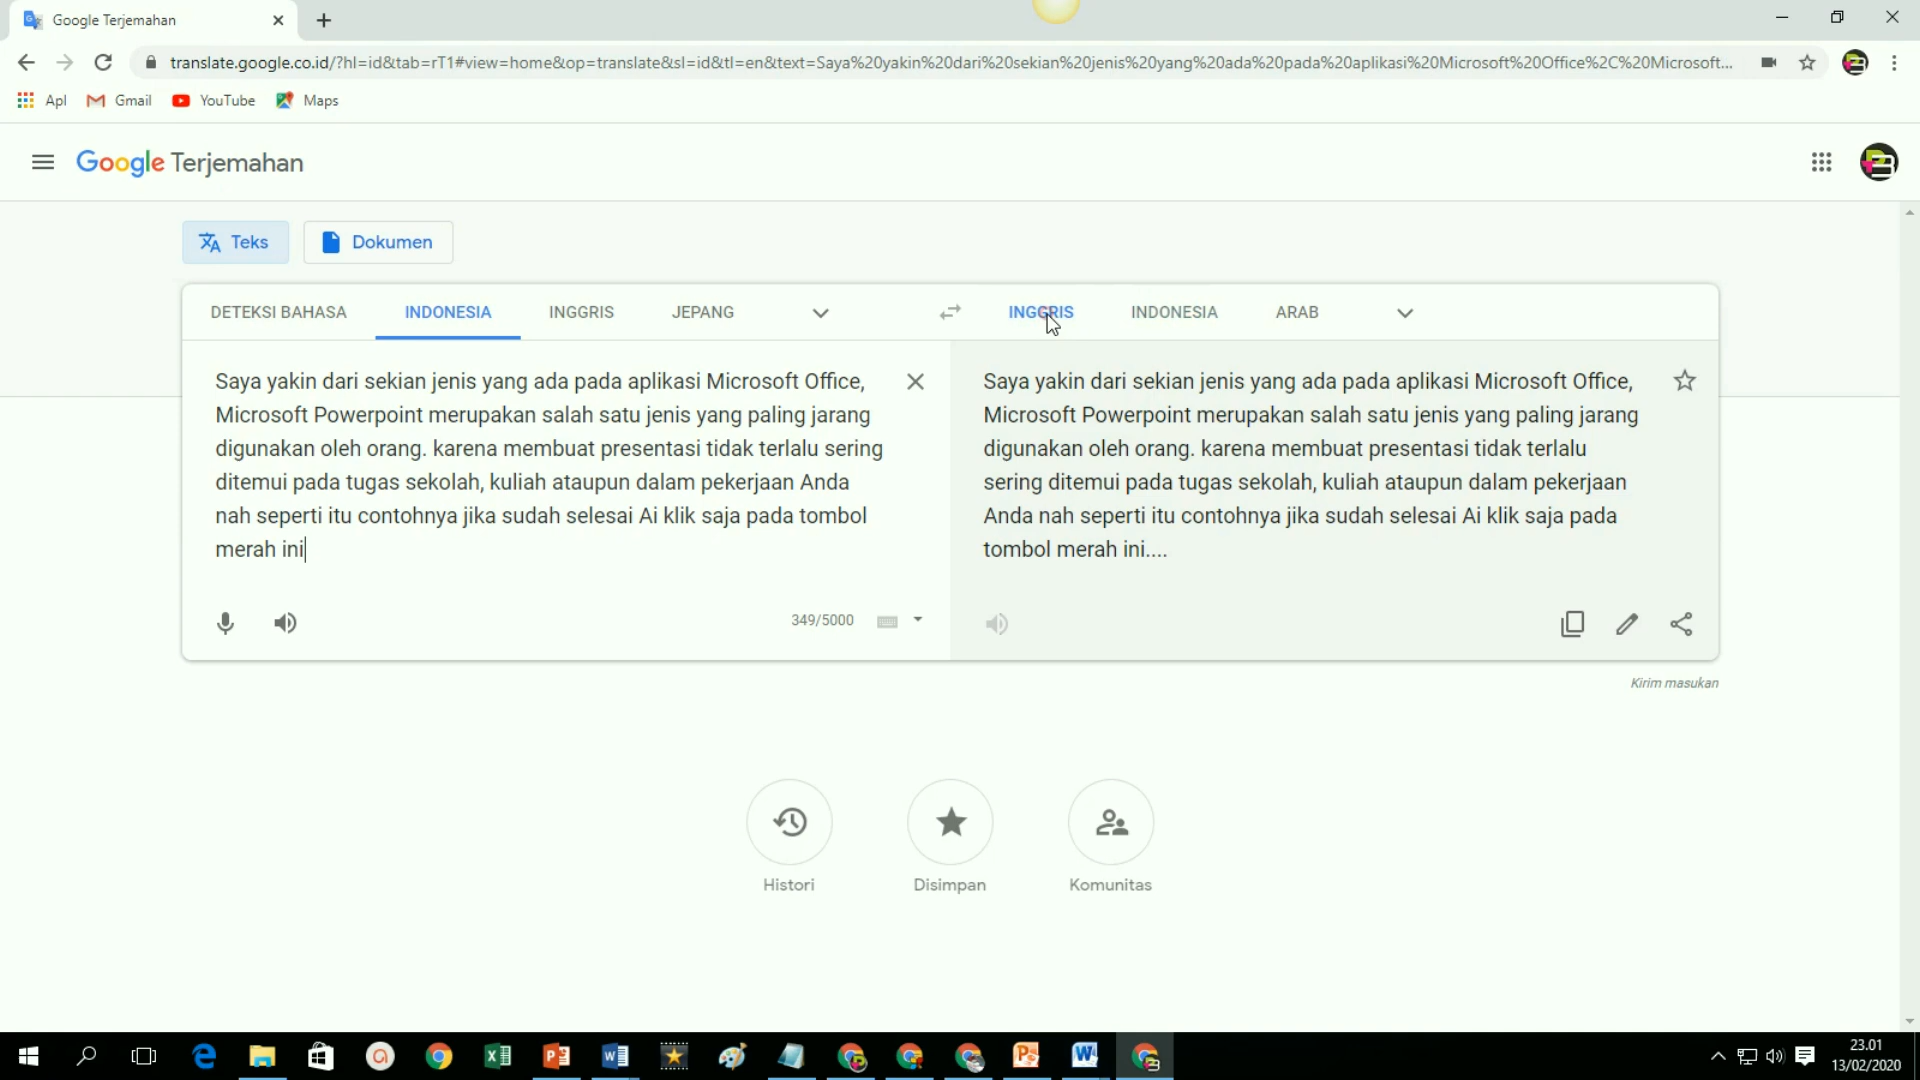 Google Terjemahan
translate.google.co.id/?hl=id&tab=rT1#view=home&op=translate&sl=id&tl=en&text=Saya%20yakin%20dari%20sekian%20jenis%20yang%20ada%20pada%20aplikasi%20Microsoft%20Office%2C%20Microsoft...
Apl Gmail YouTube Maps
Google Terjemahan
Teks Dokumen
DETEKSI BAHASA INDONESIA INGGRIS JEPANG INGGRIS INDONESIA ARAB
Saya yakin dari sekian jenis yang ada pada aplikasi Microsoft Office,
Microsoft Powerpoint merupakan salah satu jenis yang paling jarang
digunakan oleh orang. karena membuat presentasi tidak terlalu sering
ditemui pada tugas sekolah, kuliah ataupun dalam pekerjaan Anda
nah seperti itu contohnya jika sudah selesai Ai klik saja pada tombol
merah ini
349/5000
Saya yakin dari sekian jenis yang ada pada aplikasi Microsoft Office,
Microsoft Powerpoint merupakan salah satu jenis yang paling jarang
digunakan oleh orang. karena membuat presentasi tidak terlalu
sering ditemui pada tugas sekolah, kuliah ataupun dalam pekerjaan
Anda nah seperti itu contohnya jika sudah selesai Ai klik saja pada
tombol merah ini....
Kirim masukan
Histori Disimpan Komunitas
23.01
13/02/2020